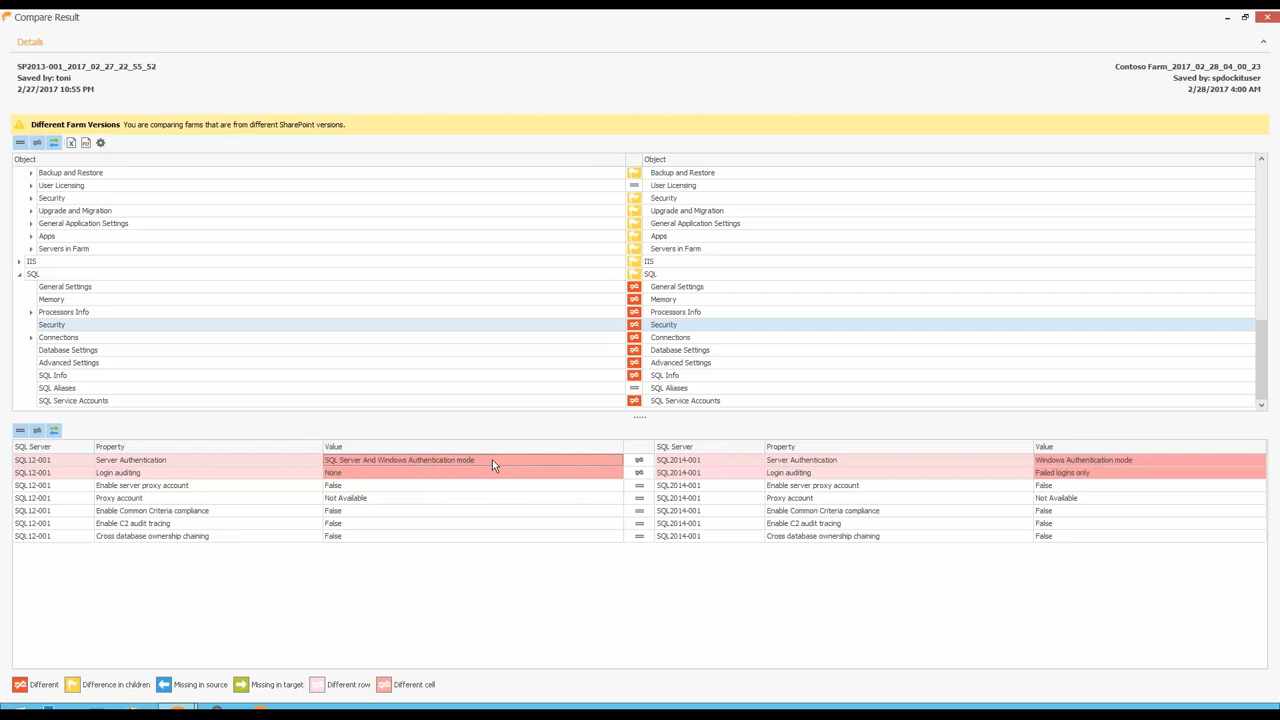 Compare Result
Details
SP2013-001_2017_02_27_22_55_52 Contoso Farm_2017_02_28_04_00_23
Saved by: toni Saved by: spdockituser
2/27/2017 10:55 PM 2/28/2017 4:00 AM
Different Farm Versions You are comparing farms that are from different SharePoint versions.
Object Object
Backup and Restore Backup and Restore
User Licensing User Licensing
Security Security
Upgrade and Migration Upgrade and Migration
General Application Settings General Application Settings
Apps Apps
Servers in Farm Servers in Farm
IIS IIS
SQL SQL
General Settings General Settings
Memory Memory
Processors Info Processors Info
Security Security
Connections Connections
Database Settings Database Settings
Advanced Settings Advanced Settings
SQL Info SQL Info
SQL Aliases SQL Aliases
SQL Service Accounts SQL Service Accounts
SQL Server Property Value SQL Server Property Value
SQL12-001 Server Authentication SQL Server And Windows Authentication mode SQL2014-001 Server Authentication Windows Authentication mode
SQL12-001 Login auditing None SQL2014-001 Login auditing Failed logins only
SQL12-001 Enable server proxy account False SQL2014-001 Enable server proxy account False
SQL12-001 Proxy account Not Available SQL2014-001 Proxy account Not Available
SQL12-001 Enable Common Criteria compliance False SQL2014-001 Enable Common Criteria compliance False
SQL12-001 Enable C2 audit tracing False SQL2014-001 Enable C2 audit tracing False
SQL12-001 Cross database ownership chaining False SQL2014-001 Cross database ownership chaining False
Different Difference in children Missing in source Missing in target Different row Different cell